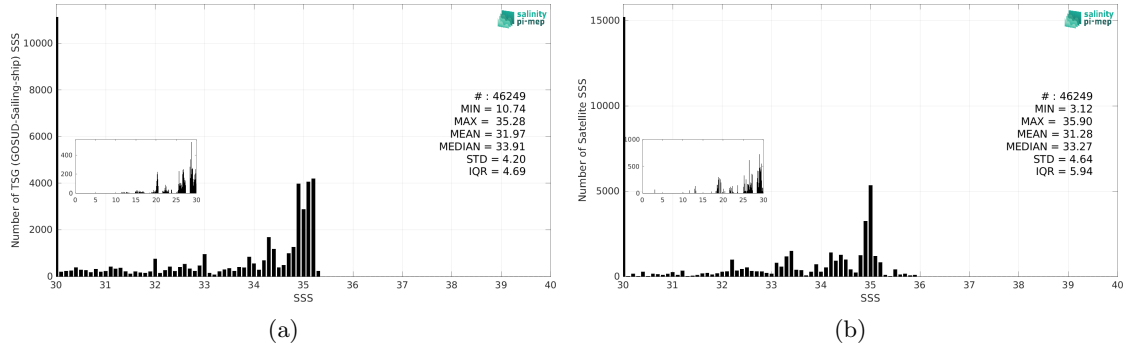 salinity
pi-mep
Number of TSG (GOSUD-Sailing-ship) SSS
10000
8000
6000
4000
2000
0
# : 46249
MIN = 10.74
MAX = 35.28
MEAN = 31.97
MEDIAN = 33.91
STD = 4.20
IQR = 4.69
400
200
0
0 5 10 15 20 25 30
30 31 32 33 34 35 36 37 38 39 40
SSS
(a)
salinity
pi-mep
Number of Satellite SSS
15000
10000
5000
0
# : 46249
MIN = 3.12
MAX = 35.90
MEAN = 31.28
MEDIAN = 33.27
STD = 4.64
IQR = 5.94
1000
500
0
0 5 10 15 20 25 30
30 31 32 33 34 35 36 37 38 39 40
SSS
(b)